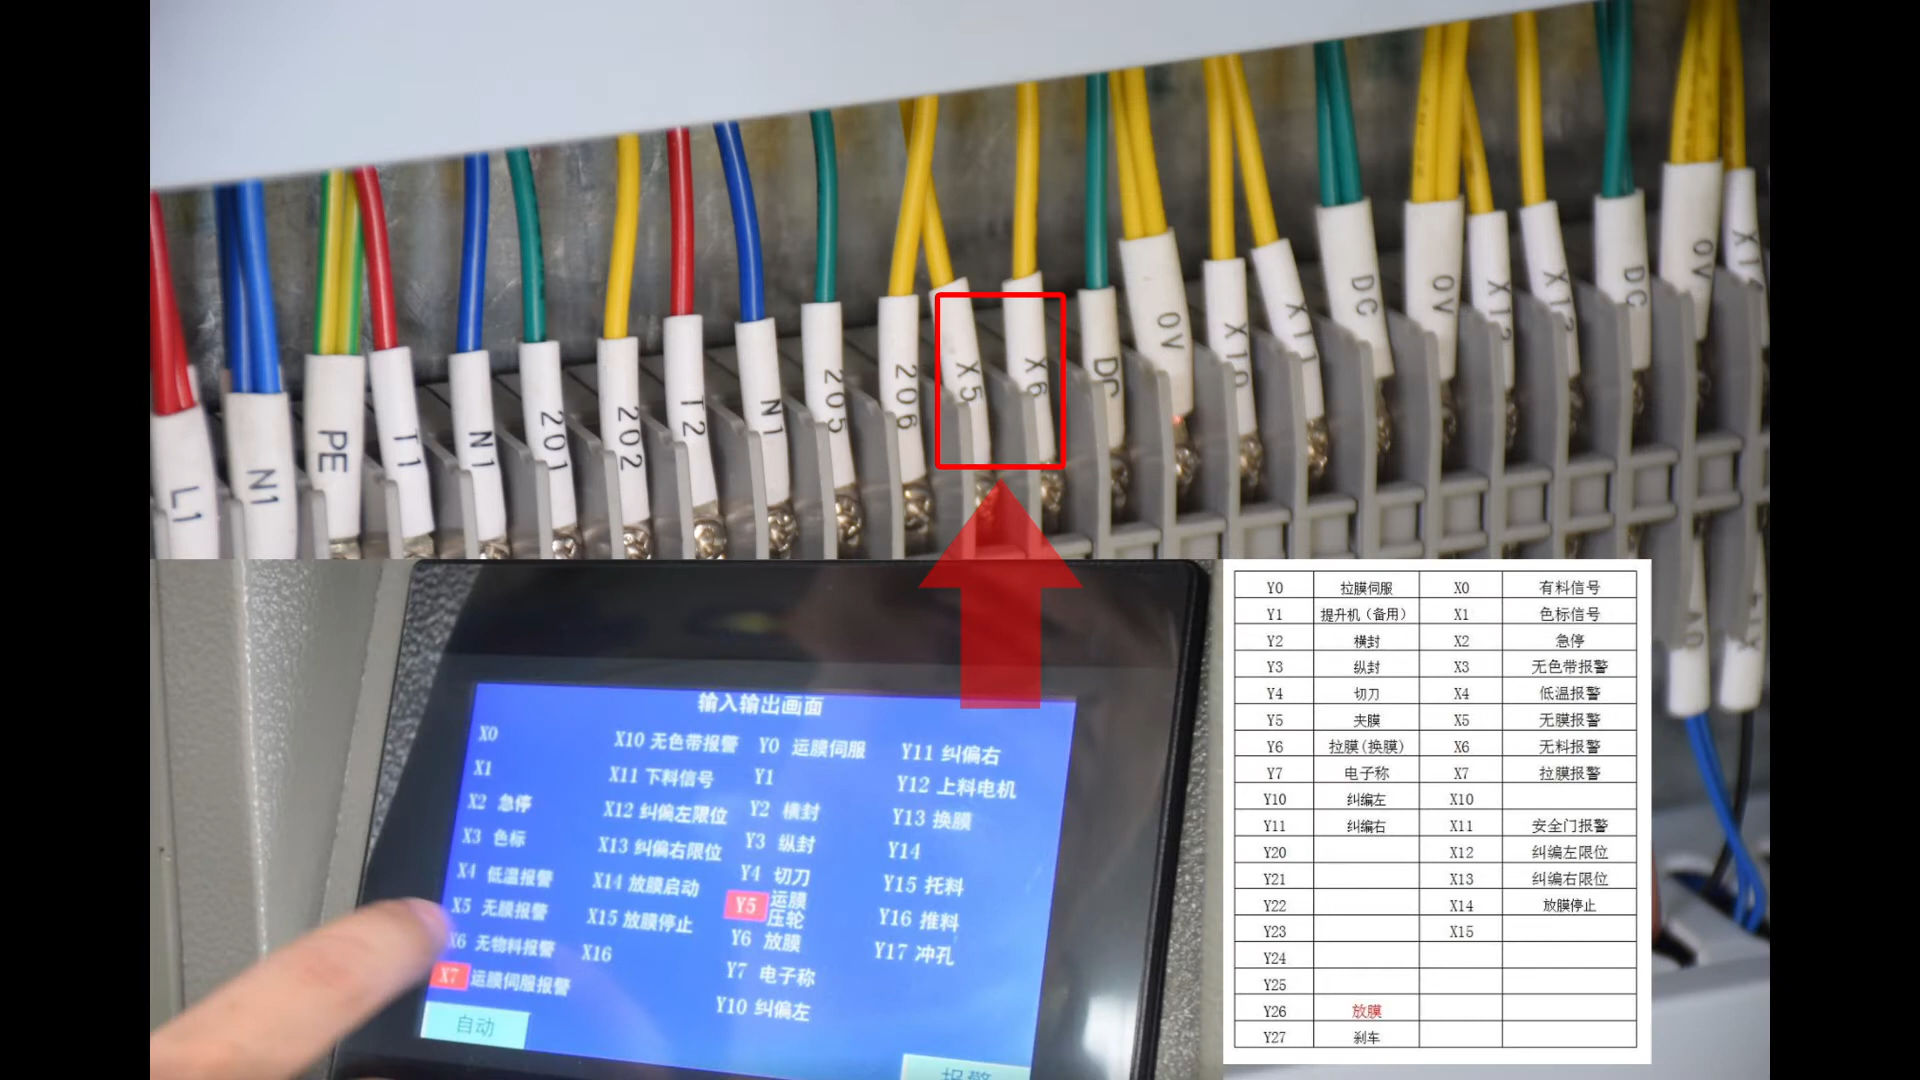 L1
N1
PE
T1
N1
201
202
T2
N1
205
206
X5
X6
DC
0V
X10
X11
DC
0V
X12
X13
DC
0V
输入输出画面
X0
X1
X2 急停
X3 色标
X4 低温报警
X5 无膜报警
X6 无物料报警
X7 运膜伺服报警
X10 无色带报警
X11 下料信号
X12 纠偏左限位
X13 纠偏右限位
X14 放膜启动
X15 放膜停止
X16
Y0 运膜伺服
Y1
Y2 横封
Y3 纵封
Y4 切刀
Y5 运膜
压轮
Y6 放膜
Y7 电子称
Y10 纠偏左
Y11 纠偏右
Y12 上料电机
Y13 换膜
Y14
Y15 托料
Y16 推料
Y17 冲孔
自动
报警
Y0 拉膜伺服 X0 有料信号
Y1 提升机（备用） X1 色标信号
Y2 横封 X2 急停
Y3 纵封 X3 无色带报警
Y4 切刀 X4 低温报警
Y5 夹膜 X5 无膜报警
Y6 拉膜(换膜) X6 无料报警
Y7 电子称 X7 拉膜报警
Y10 纠编左 X10
Y11 纠编右 X11 安全门报警
Y20 X12 纠编左限位
Y21 X13 纠编右限位
Y22 X14 放膜停止
Y23 X15
Y24
Y25
Y26 放膜
Y27 刹车